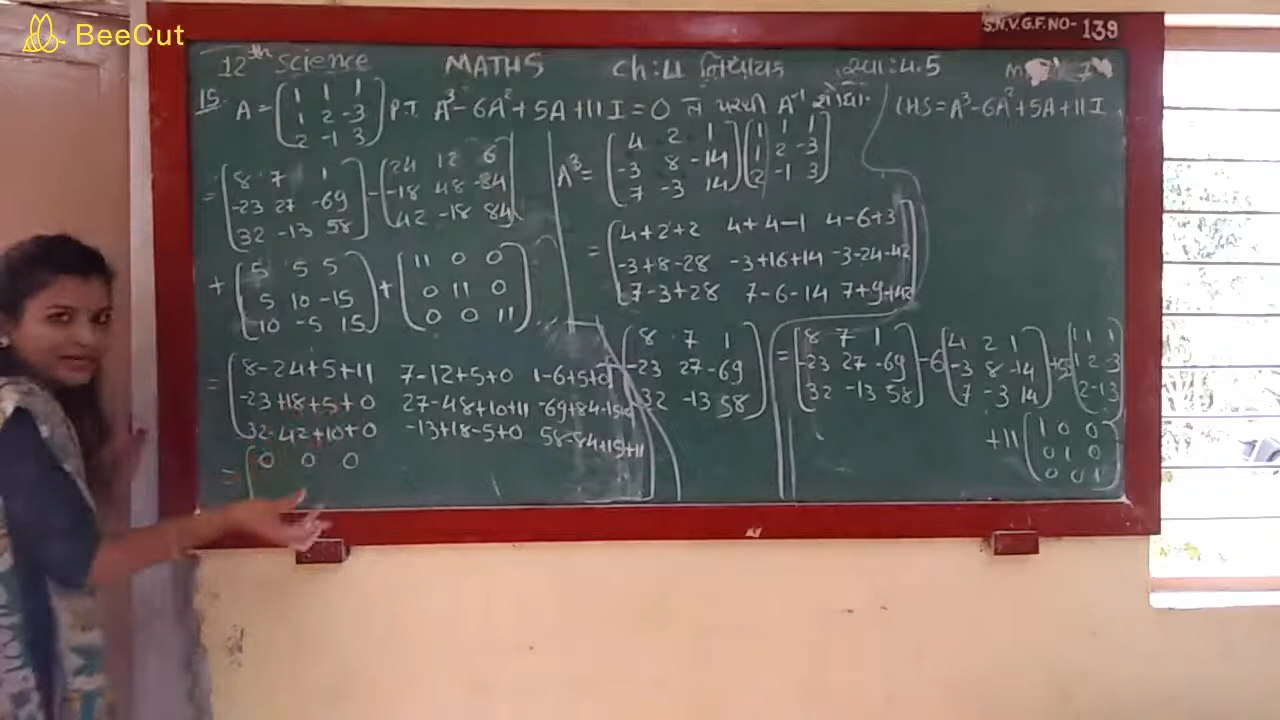 BeeCut
S.N.V.G.F.NO- 139
12th science MATHS ch:4 નિશ્ચાયક સ્વા:4.5
15. A = [1 1 1; 1 2 -3; 2 -1 3] P.T. A³ - 6A² + 5A + 11 I = 0 A⁻¹
LHS = A³ - 6A² + 5A + 11 I
= [8 7 1; -23 27 -69; 32 -13 58] - [24 12 6; -18 48 -84; 42 -18 84]
+ [5 5 5; 5 10 -15; 10 -5 15] + [11 0 0; 0 11 0; 0 0 11]
= [8-24+5+11 7-12+5+0 1-6+5+0; -23+18+5+0 27-48+10+11 -69+84-15+0; 32-42+10+0 -13+18-5+0 58-84+15+11]
= [0 0 0
A³ = [4 2 1; -3 8 -14; 7 -3 14] [1 1 1; 1 2 -3; 2 -1 3]
= [4+2+2 4+4-1 4-6+3; -3+8-28 -3+16+14 -3-24-42; 7-3+28 7-6-14 7+9+42]
= [8 7 1; -23 27 -69; 32 -13 58]
= [8 7 1; -23 27 -69; 32 -13 58] - 6 [4 2 1; -3 8 -14; 7 -3 14] + 5 [1 1 1; 1 2 -3; 2 -1 3]
+ 11 [1 0 0; 0 1 0; 0 0 1]